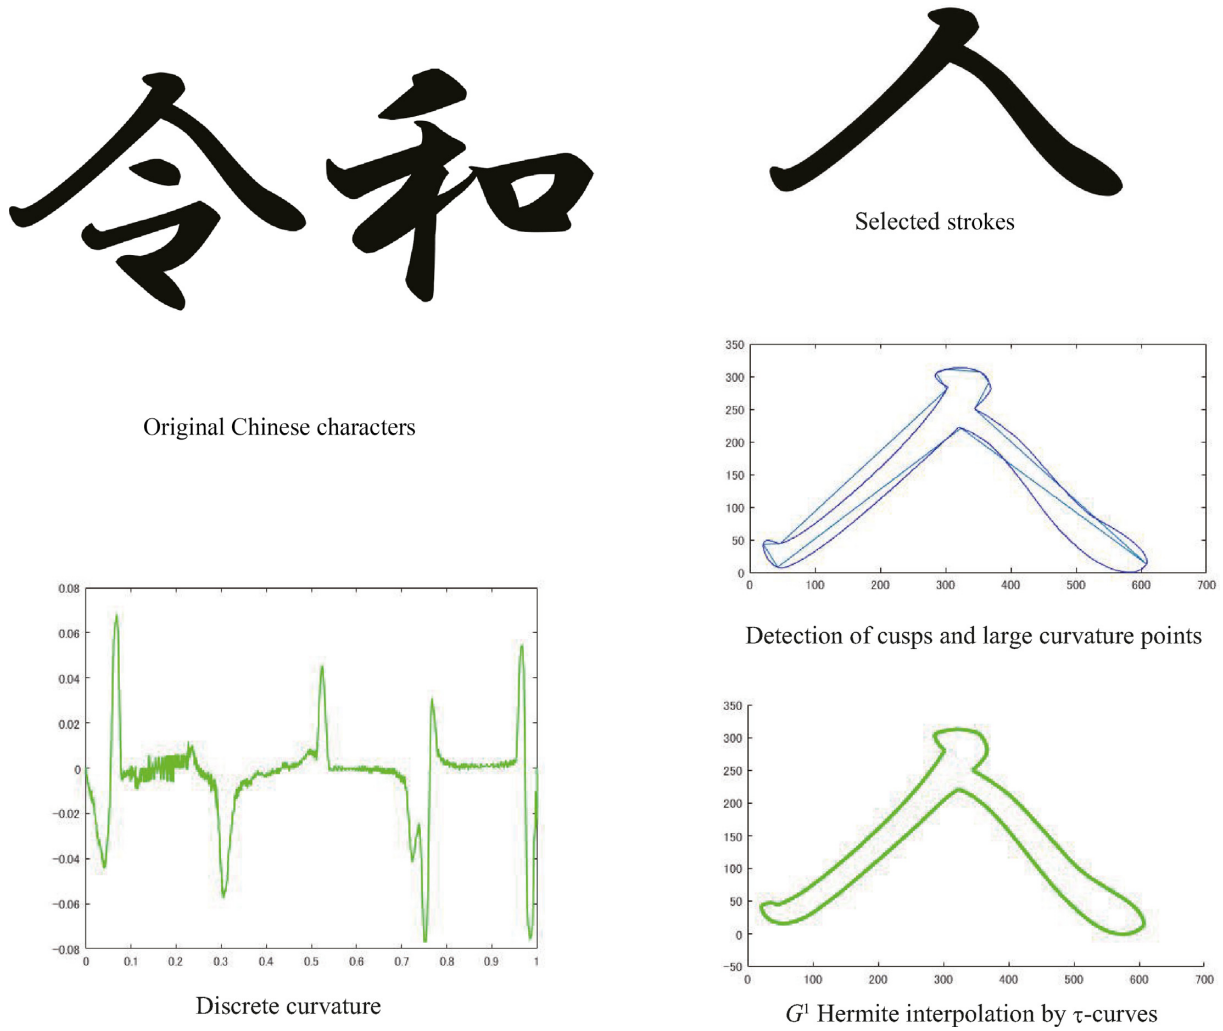 令和
人
Selected strokes
Original Chinese characters
350
300
250
200
150
100
50
0
0 100 200 300 400 500 600 700
Detection of cusps and large curvature points
0.08
0.06
0.04
0.02
0
−0.02
−0.04
−0.06
−0.08
0 0.1 0.2 0.3 0.4 0.5 0.6 0.7 0.8 0.9 1
Discrete curvature
350
300
250
200
150
100
50
0
−50
0 100 200 300 400 500 600 700
G¹ Hermite interpolation by τ-curves